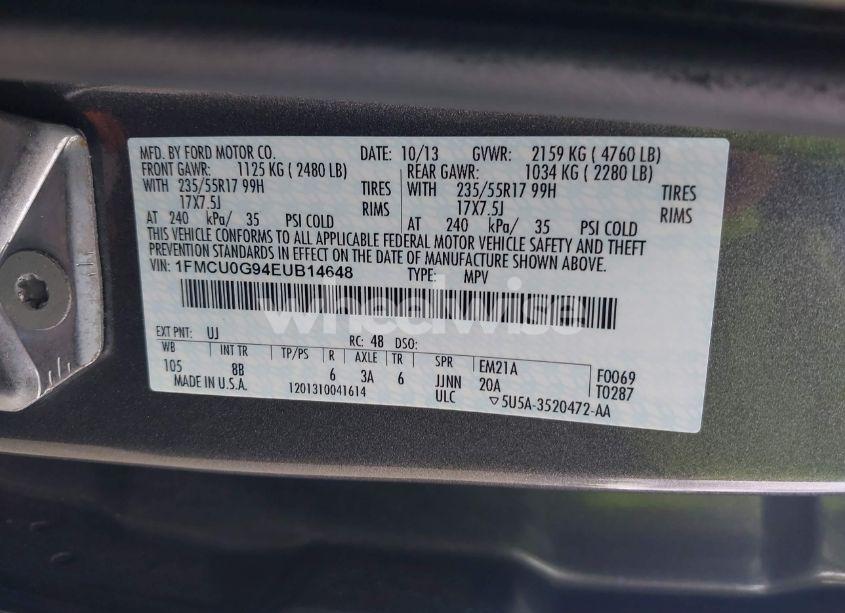 MFD. BY FORD MOTOR CO. DATE: 10/13 GVWR: 2159 KG ( 4760 LB)
FRONT GAWR: 1125 KG ( 2480 LB) REAR GAWR: 1034 KG ( 2280 LB)
WITH 235/55R17 99H TIRES WITH 235/55R17 99H TIRES
17X7.5J RIMS 17X7.5J RIMS
AT 240 kPa/ 35 PSI COLD AT 240 kPa/ 35 PSI COLD
THIS VEHICLE CONFORMS TO ALL APPLICABLE FEDERAL MOTOR VEHICLE SAFETY AND THEFT
PREVENTION STANDARDS IN EFFECT ON THE DATE OF MANUFACTURE SHOWN ABOVE.
VIN: 1FMCU0G94EUB14648 TYPE: MPV
wheelwise
EXT PNT: UJ RC: 48 DSO:
WB INT TR TP/PS R AXLE TR SPR EM21A F0069
105 8B 6 3A 6 JJNN 20A T0287
MADE IN U.S.A. 1201310041614 ULC ▽5U5A-3520472-AA